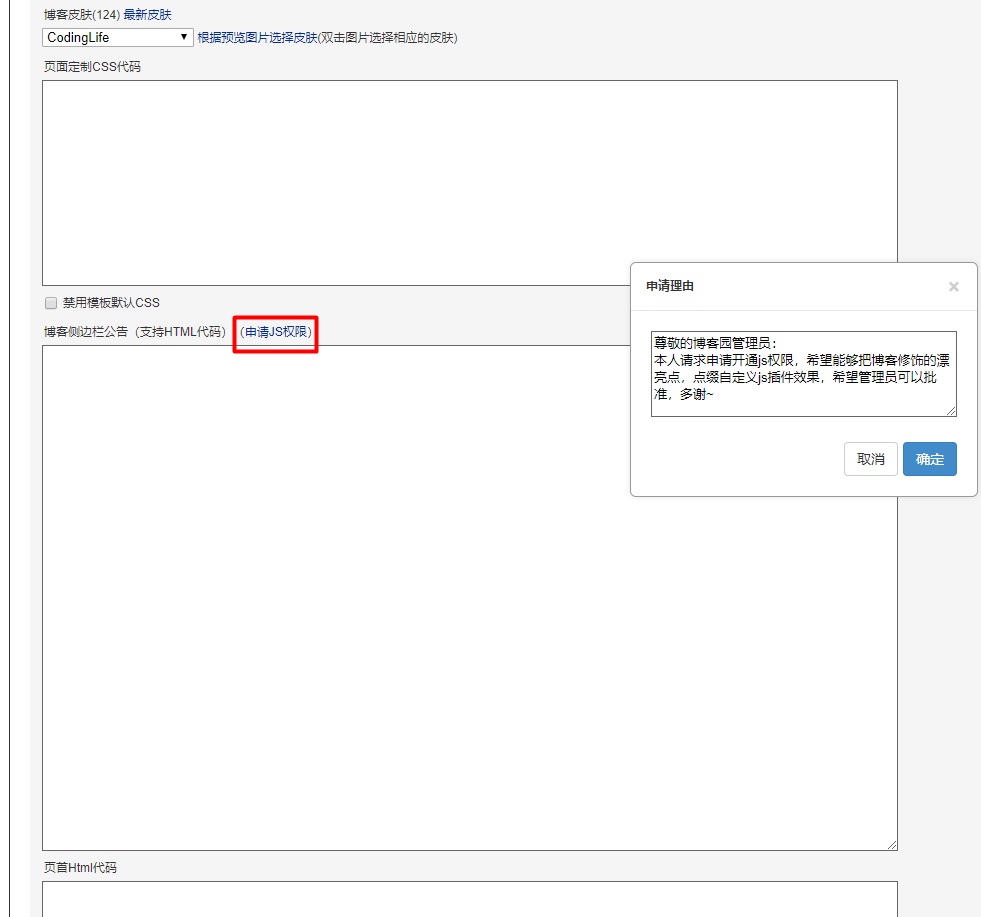 博客皮肤(124) 最新皮肤
CodingLife 根据预览图片选择皮肤(双击图片选择相应的皮肤)
页面定制CSS代码
禁用模板默认CSS
博客侧边栏公告（支持HTML代码）（申请JS权限）
申请理由 ×
尊敬的博客园管理员：
本人请求申请开通js权限，希望能够把博客修饰的漂
亮点，点缀自定义js插件效果，希望管理员可以批
准，多谢~
取消 确定
页首Html代码